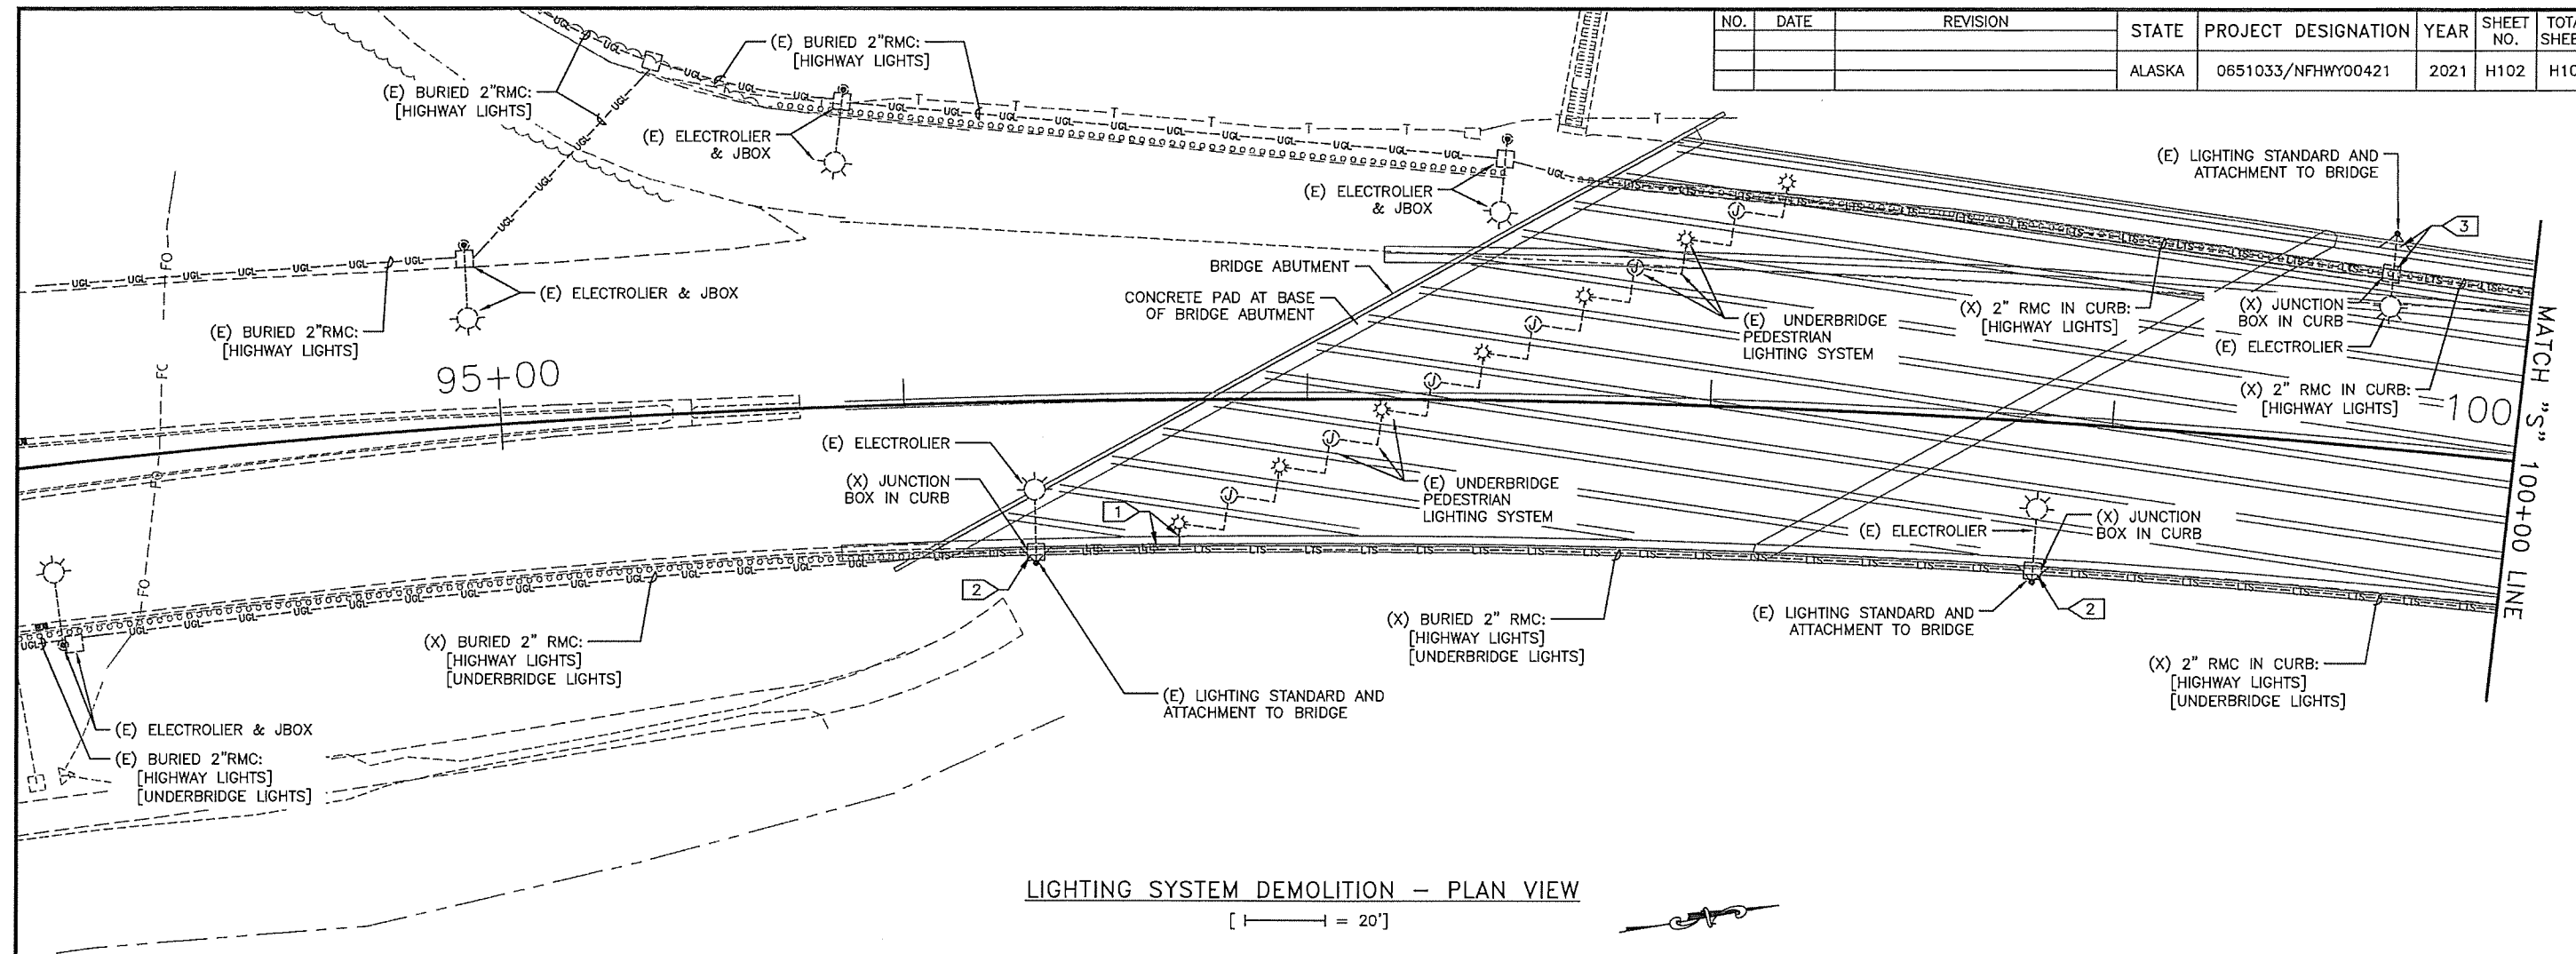 NO. DATE REVISION STATE PROJECT DESIGNATION YEAR SHEET NO.
ALASKA 0651033/NFHWY00421 2021 H102
(E) BURIED 2"RMC:
[HIGHWAY LIGHTS]
(E) BURIED 2"RMC:
[HIGHWAY LIGHTS]
(E) ELECTROLIER
& JBOX
(E) ELECTROLIER
& JBOX
(E) LIGHTING STANDARD AND
ATTACHMENT TO BRIDGE
3
BRIDGE ABUTMENT
CONCRETE PAD AT BASE
OF BRIDGE ABUTMENT
(E) ELECTROLIER & JBOX
(E) BURIED 2"RMC:
[HIGHWAY LIGHTS]
(E) UNDERBRIDGE
PEDESTRIAN
LIGHTING SYSTEM
(X) 2" RMC IN CURB:
[HIGHWAY LIGHTS]
(X) JUNCTION
BOX IN CURB
(E) ELECTROLIER
(X) 2" RMC IN CURB:
[HIGHWAY LIGHTS]
MATCH "S" 100+00 LINE
95+00
100
(E) ELECTROLIER
(X) JUNCTION
BOX IN CURB
1
(E) UNDERBRIDGE
PEDESTRIAN
LIGHTING SYSTEM
(E) ELECTROLIER
(X) JUNCTION
BOX IN CURB
2
2
(X) BURIED 2" RMC:
[HIGHWAY LIGHTS]
[UNDERBRIDGE LIGHTS]
(X) BURIED 2" RMC:
[HIGHWAY LIGHTS]
[UNDERBRIDGE LIGHTS]
(E) LIGHTING STANDARD AND
ATTACHMENT TO BRIDGE
(X) 2" RMC IN CURB:
[HIGHWAY LIGHTS]
[UNDERBRIDGE LIGHTS]
(E) LIGHTING STANDARD AND
ATTACHMENT TO BRIDGE
(E) ELECTROLIER & JBOX
(E) BURIED 2"RMC:
[HIGHWAY LIGHTS]
[UNDERBRIDGE LIGHTS]
LIGHTING SYSTEM DEMOLITION – PLAN VIEW
= 20'